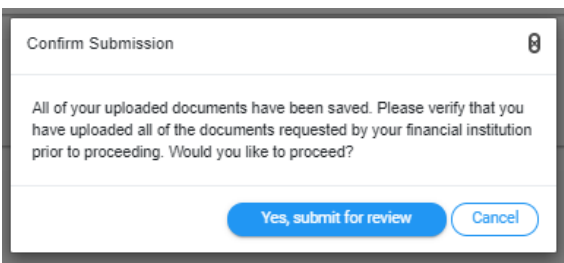 Confirm Submission
All of your uploaded documents have been saved. Please verify that you
have uploaded all of the documents requested by your financial institution
prior to proceeding. Would you like to proceed?
Yes, submit for review
Cancel